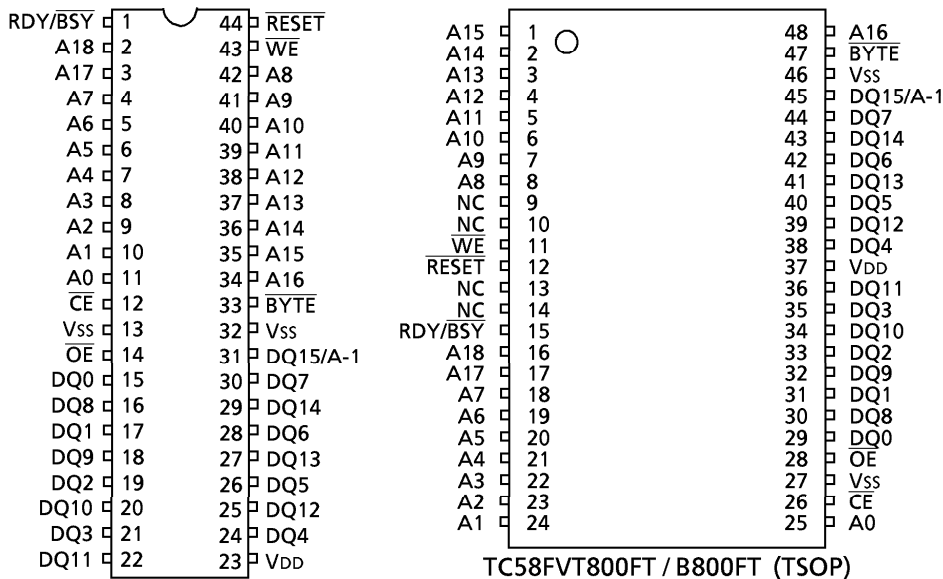 RDY/BSY 1 44 RESET
A18 2 43 WE
A17 3 42 A8
A7 4 41 A9
A6 5 40 A10
A5 6 39 A11
A4 7 38 A12
A3 8 37 A13
A2 9 36 A14
A1 10 35 A15
A0 11 34 A16
CE 12 33 BYTE
VSS 13 32 VSS
OE 14 31 DQ15/A-1
DQ0 15 30 DQ7
DQ8 16 29 DQ14
DQ1 17 28 DQ6
DQ9 18 27 DQ13
DQ2 19 26 DQ5
DQ10 20 25 DQ12
DQ3 21 24 DQ4
DQ11 22 23 VDD
A15 1 48 A16
A14 2 47 BYTE
A13 3 46 VSS
A12 4 45 DQ15/A-1
A11 5 44 DQ7
A10 6 43 DQ14
A9 7 42 DQ6
A8 8 41 DQ13
NC 9 40 DQ5
NC 10 39 DQ12
WE 11 38 DQ4
RESET 12 37 VDD
NC 13 36 DQ11
NC 14 35 DQ3
RDY/BSY 15 34 DQ10
A18 16 33 DQ2
A17 17 32 DQ9
A7 18 31 DQ1
A6 19 30 DQ8
A5 20 29 DQ0
A4 21 28 OE
A3 22 27 VSS
A2 23 26 CE
A1 24 25 A0
TC58FVT800FT / B800FT (TSOP)